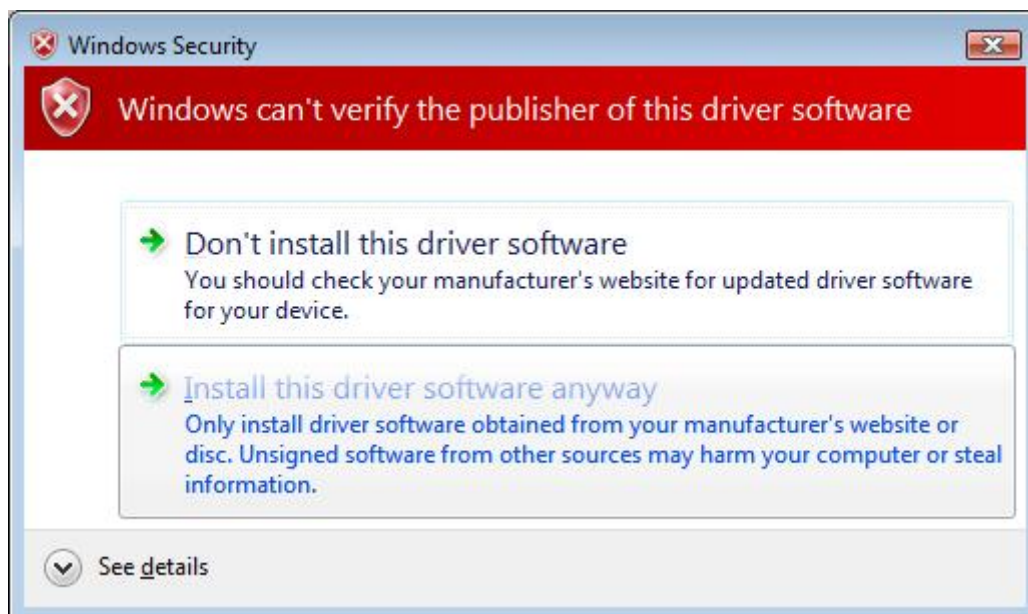 Windows Security
Windows can't verify the publisher of this driver software
Don't install this driver software
You should check your manufacturer's website for updated driver software
for your device.
Install this driver software anyway
Only install driver software obtained from your manufacturer's website or
disc. Unsigned software from other sources may harm your computer or steal
information.
See details